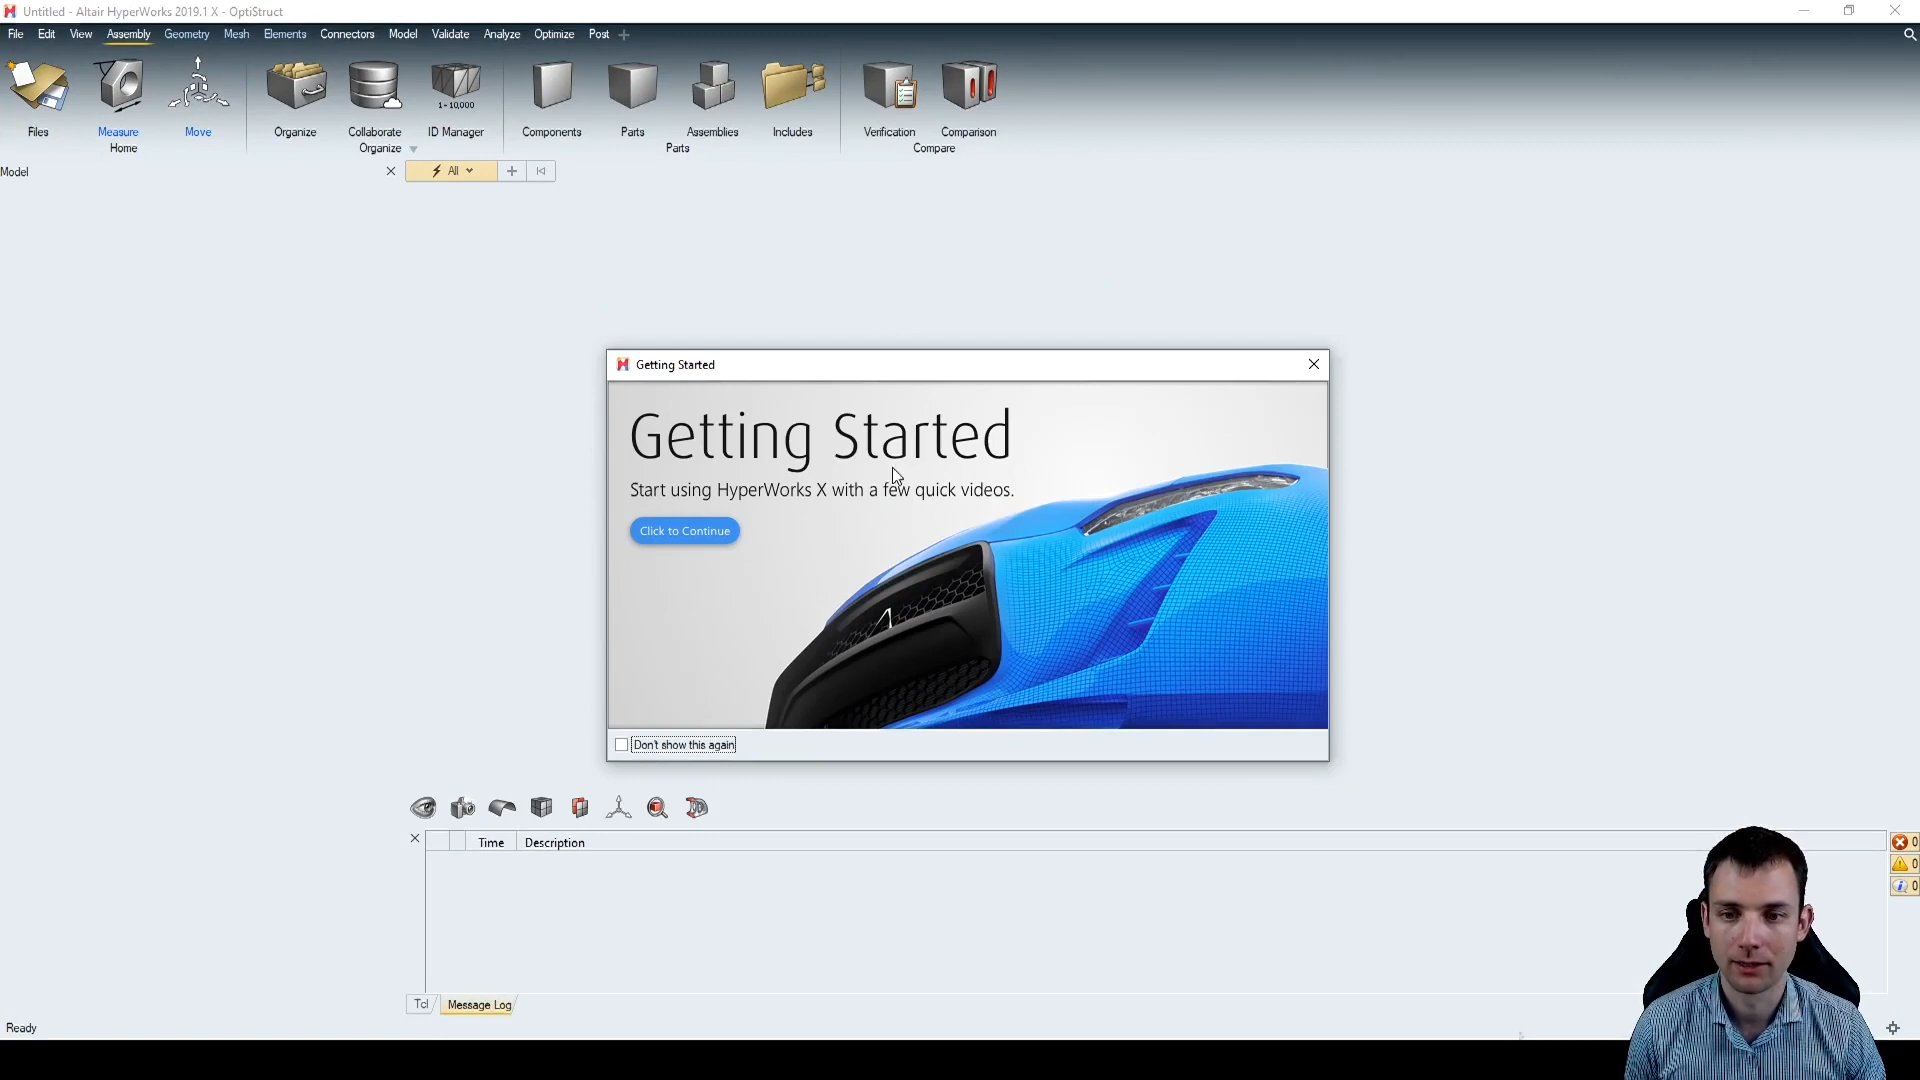 Untitled - Altair HyperWorks 2019.1 X - OptiStruct
File Edit View Assembly Geometry Mesh Elements Connectors Model Validate Analyze Optimize Post
1 - 10,000
Files Measure Move Organize Collaborate ID Manager Components Parts Assemblies Includes Verification Comparison
Home Organize Parts Compare
Model All
Getting Started
Getting Started
Start using HyperWorks X with a few quick videos.
Click to Continue
Don't show this again
Time Description
0
0
0
Tcl Message Log
Ready